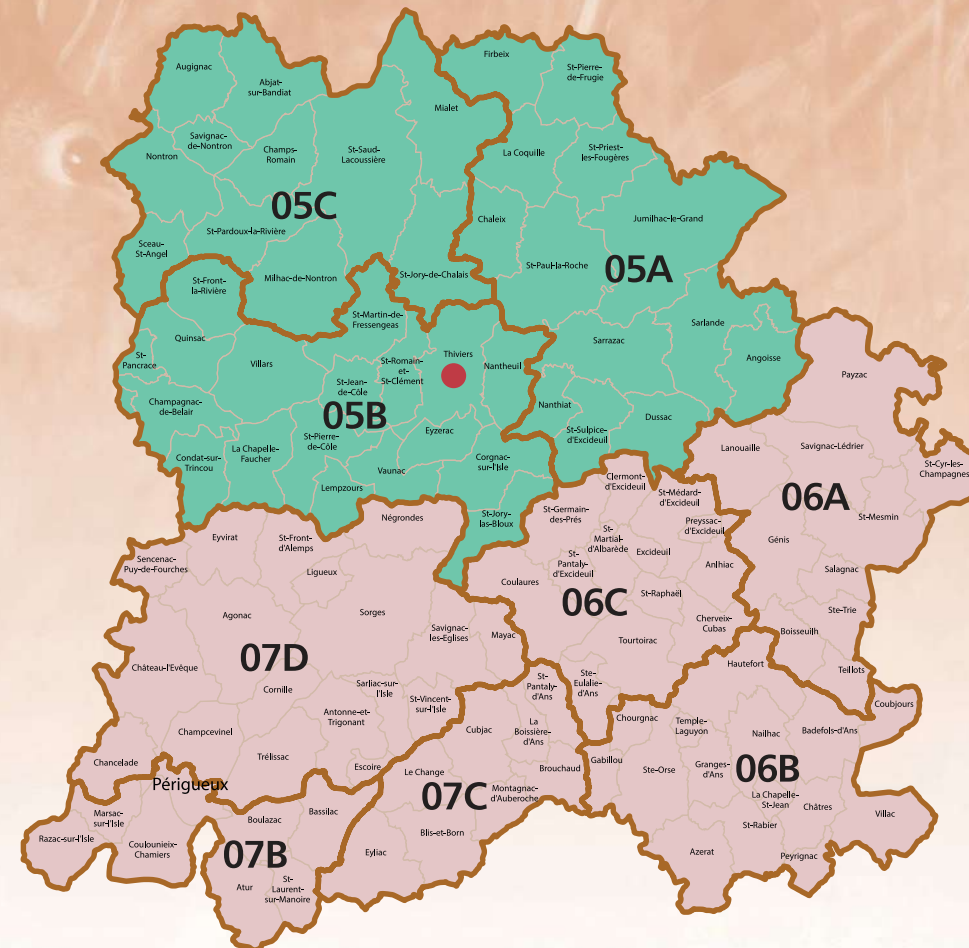 Augignac
Abjat-
sur-Bandiat
Firbeix
St-Pierre-
de-Frugie
Mialet
Nontron
Savignac-
de-Nontron
Champs-
Romain
St-Saud-
Lacoussière
La Coquille
St-Priest-
les-Fougères
05C
St-Pardoux-la-Rivière
Chaleix
Jumilhac-le-Grand
Sceau-
St-Angel
St-Front-
la-Rivière
Milhac-de-Nontron
St-Jory-de-Chalais
St-Paul-la-Roche
05A
St-Martin-de-
Fressengeas
Quinsac
Sarrazac
Sarlande
St-
Pancrace
Villars
St-Romain-
et-
St-Clément
Thiviers
Nantheuil
Angoisse
St-Jean-
de-Côle
Champagnac-
de-Belair
05B
Nanthiat
Dussac
Payzac
St-Pierre-
de-Côle
Eyzerac
St-Sulpice-
d'Excideuil
Condat-sur-
Trincou
La Chapelle-
Faucher
Vaunac
Corgnac-
sur-l'Isle
Lempzours
St-Jory-
las-Bloux
Lanouaille
Savignac-Lédrier
St-Cyr-les-
Champagnes
06A
St-Mesmin
Génis
Salagnac
Ste-Trie
Boisseuilh
Teillots
Clermont-
d'Excideuil
St-Médard-
d'Excideuil
St-Germain-
des-Prés
Preyssac-
d'Excideuil
St-
Martial-
d'Albarède
Excideuil
St-
Pantaly-
d'Excideuil
Anlhiac
Coulaures
St-Raphaël
06C
Cherveix-
Cubas
Tourtoirac
Ste-
Eulalie-
d'Ans
Négrondes
Eyvirat
St-Front-
d'Alemps
Sencenac-
Puy-de-Fourches
Ligueux
Agonac
Sorges
Savignac-
les-Eglises
Mayac
07D
Château-l'Evêque
Cornille
Sarliac-sur-
l'Isle
St-Vincent-
sur-l'Isle
Antonne-et-
Trigonant
Champcevinel
Trélissac
Escoire
Chancelade
Périgueux
St-
Pantaly-
d'Ans
Cubjac
La
Boissière-
d'Ans
Brouchaud
Le Change
07C
Montagnac-
d'Auberoche
Blis-et-Born
Eyliac
Hautefort
Coubjours
Chourgnac
Temple-
Laguyon
Nailhac
Badefols-d'Ans
Gabillou
Ste-Orse
Granges-
d'Ans
06B
La Chapelle-
St-Jean
Châtres
Villac
St-Rabier
Azerat
Peyrignac
Marsac-
sur-l'Isle
Razac-sur-l'Isle
Coulounieix-
Chamiers
Boulazac
Bassilac
07B
Atur
St-
Laurent-
sur-Manoire